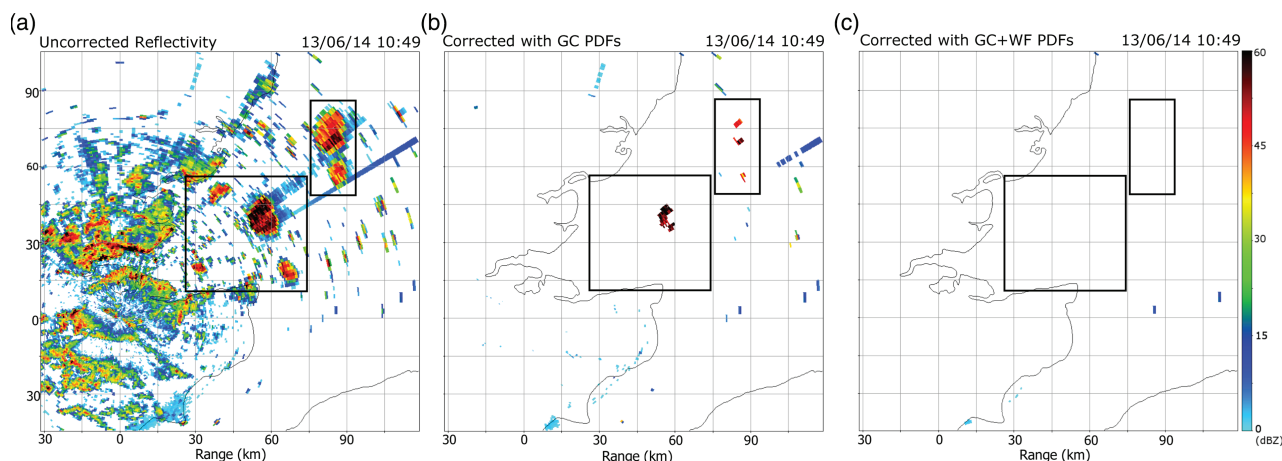 (a) (b) (c)
Uncorrected Reflectivity 13/06/14 10:49 Corrected with GC PDFs 13/06/14 10:49 Corrected with GC+WF PDFs 13/06/14 10:49
60
90
45
60
30
30
15
0
30
0
30 0 30 60 90 30 0 30 60 90 30 0 30 60 90 (dBZ)
Range (km) Range (km) Range (km)